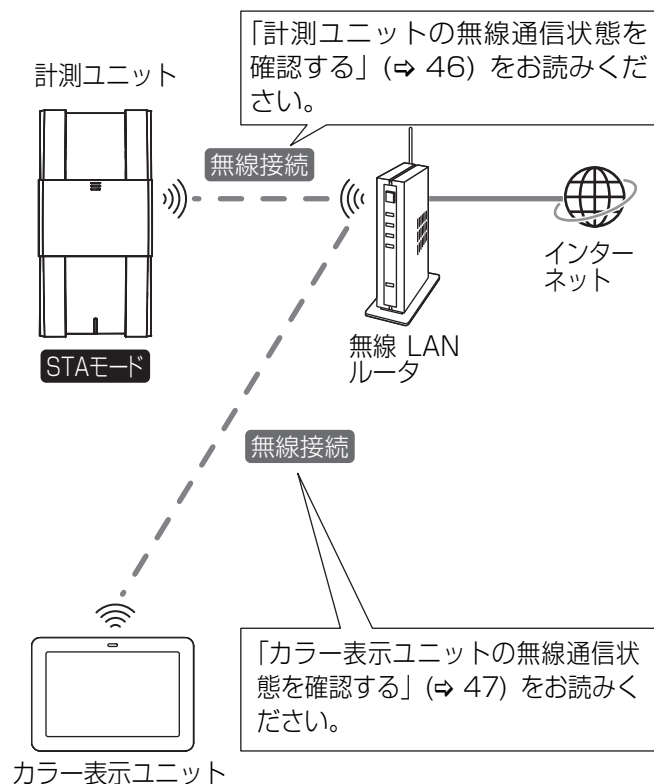 「計測ユニットの無線通信状態を
確認する」(⇨ 46) をお読みくだ
さい。
計測ユニット
無線接続
インター
ネット
無線 LAN
ルータ
STAモード
無線接続
「カラー表示ユニットの無線通信状
態を確認する」(⇨ 47) をお読みく
ださい。
カラー表示ユニット